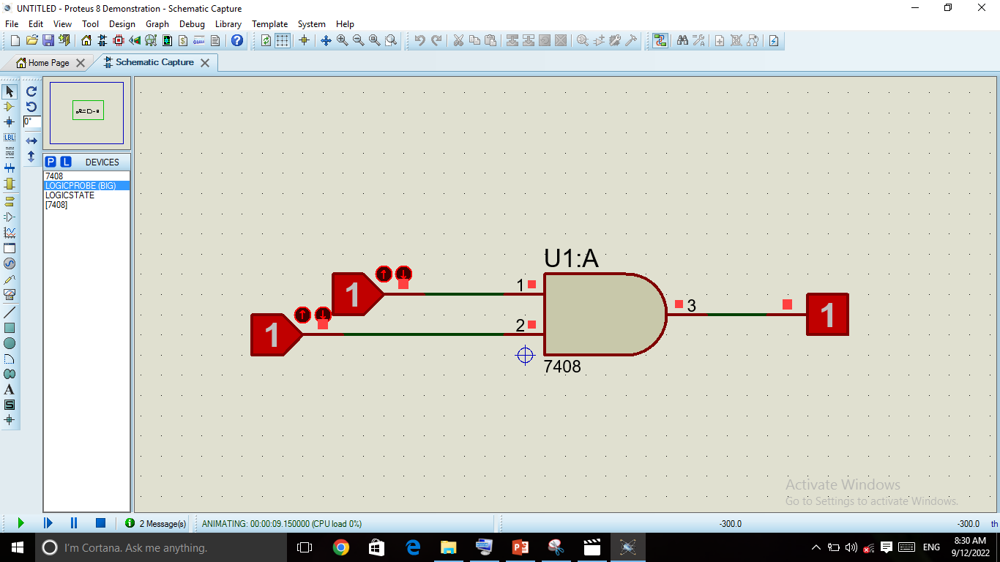 UNTITLED - Proteus 8 Demonstration - Schematic Capture
File Edit View Tool Design Graph Debug Library Template System Help
Home Page Schematic Capture
LBL
0°
P L DEVICES
7408
LOGICPROBE (BIG)
LOGICSTATE
[7408]
A
S
U1:A
1 1
1 2 3 1
7408
Activate Windows
Go to Settings to activate Windows.
2 Message(s) ANIMATING: 00:00:09.150000 (CPU load 0%) -300.0 -300.0 th
I'm Cortana. Ask me anything. ENG 8:30 AM
9/12/2022